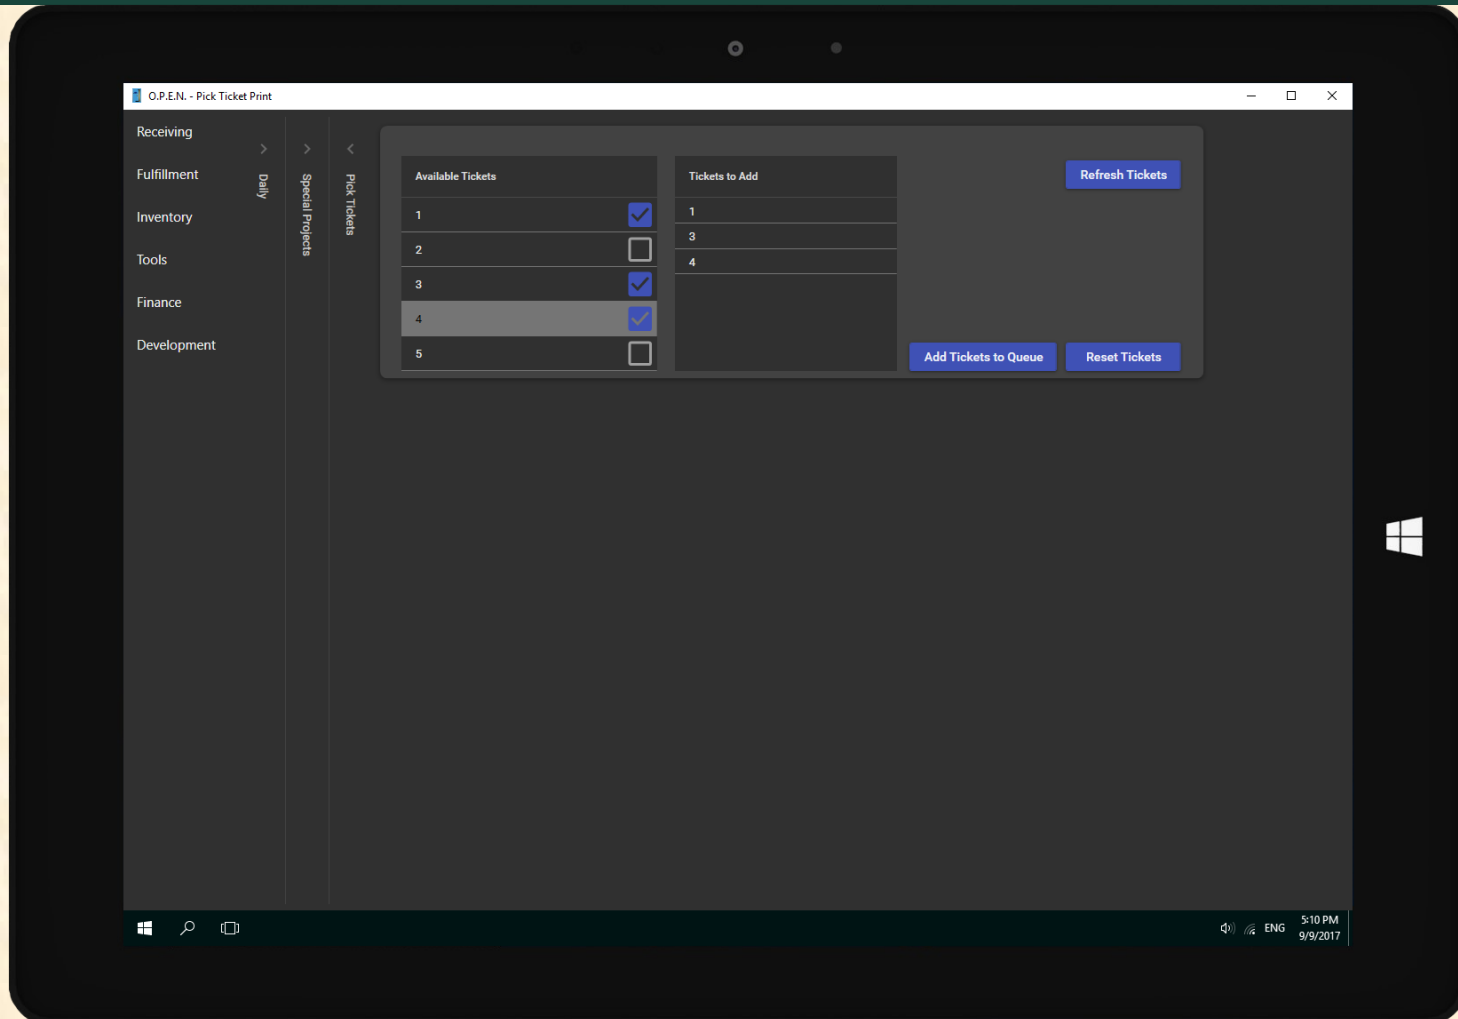 O.P.E.N. - Pick Ticket Print
Receiving
Fulfillment
Inventory
Tools
Finance
Development
Daily
Special Projects
Pick Tickets
Available Tickets
1
2
3
4
5
Tickets to Add
1
3
4
Refresh Tickets
Add Tickets to Queue
Reset Tickets
ENG
5:10 PM
9/9/2017